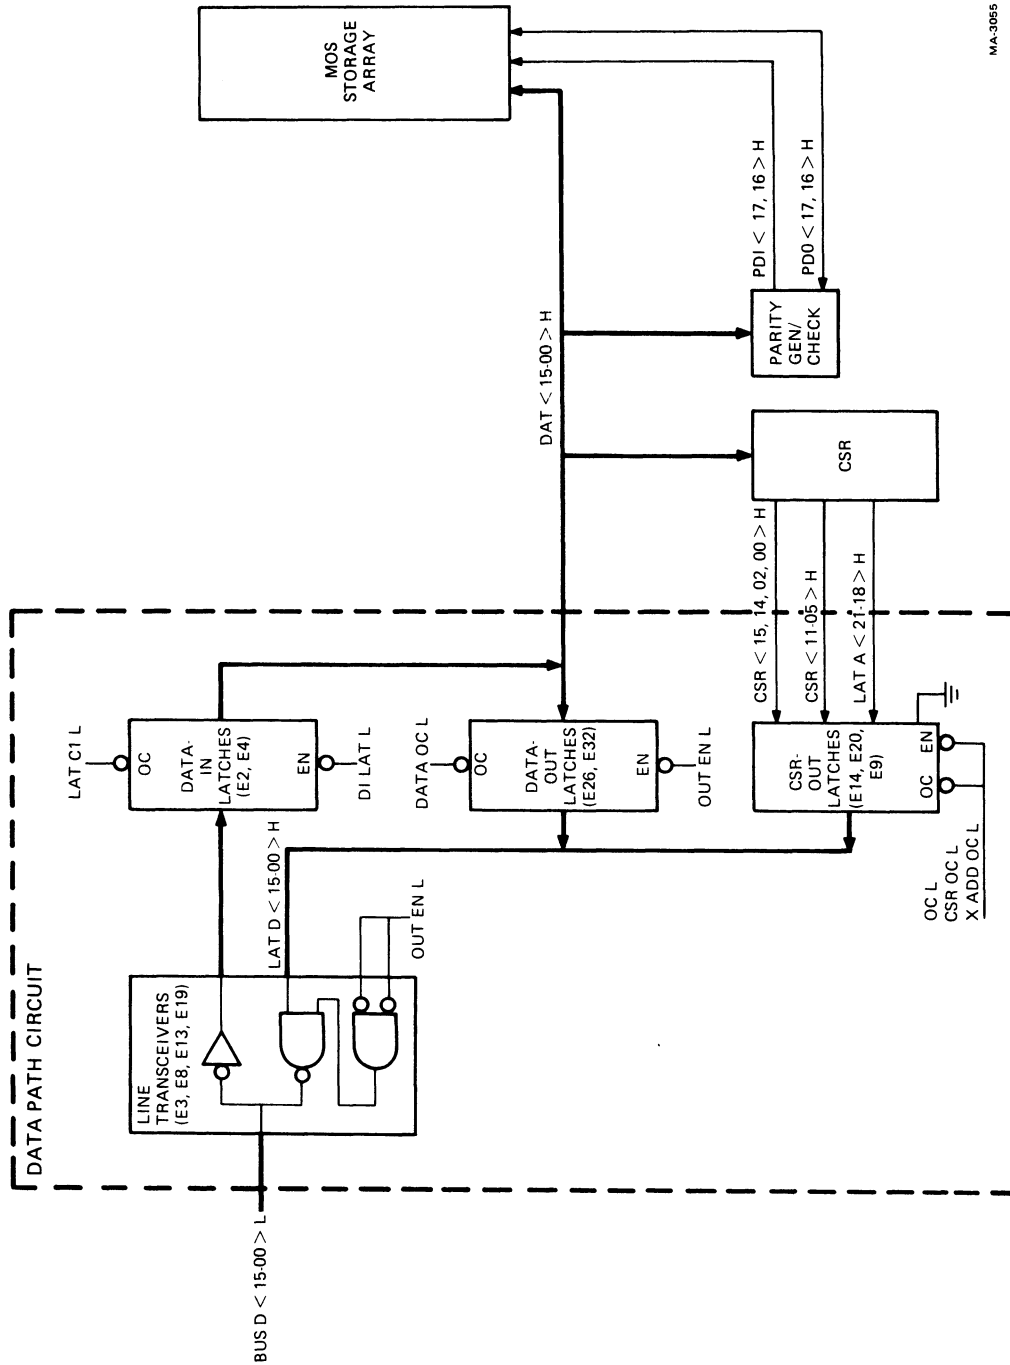 DATA PATH CIRCUIT
BUS D < 15-00 > L
LINE
TRANSCEIVERS
(E3, E8, E13, E19)
OUT EN L
LAT D < 15-00 > H
LAT C1 L
OC
DATA-
IN
LATCHES
(E2, E4)
EN
DI LAT L
DATA OC L
OC
DATA-
OUT
LATCHES
(E26, E32)
EN
OUT EN L
CSR-
OUT
LATCHES
(E14, E20,
E9)
OC EN
OC L
CSR OC L
X ADD OC L
CSR < 15, 14, 02, 00 > H
CSR < 11-05 > H
LAT A < 21-18 > H
CSR
DAT < 15-00 > H
PARITY
GEN/
CHECK
PDI < 17, 16 > H
PD0 < 17, 16 > H
MOS
STORAGE
ARRAY
MA-3055